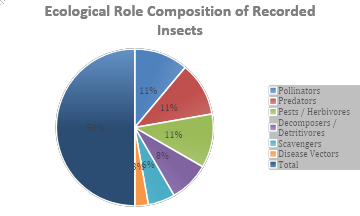 Ecological Role Composition of Recorded
Insects
11%
11%
11%
8%
6%
3%
50%
Pollinators
Predators
Pests / Herbivores
Decomposers /
Detritivores
Scavengers
Disease Vectors
Total